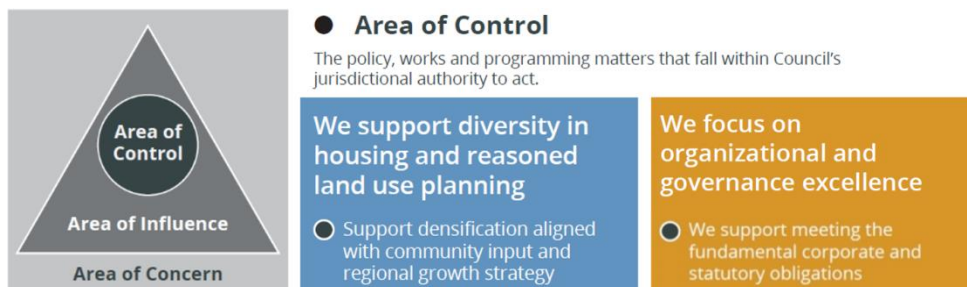 Area of
Control
Area of Influence
Area of Concern
Area of Control
The policy, works and programming matters that fall within Council's
jurisdictional authority to act.
We support diversity in
housing and reasoned
land use planning
Support densification aligned
with community input and
regional growth strategy
We focus on
organizational and
governance excellence
We support meeting the
fundamental corporate and
statutory obligations